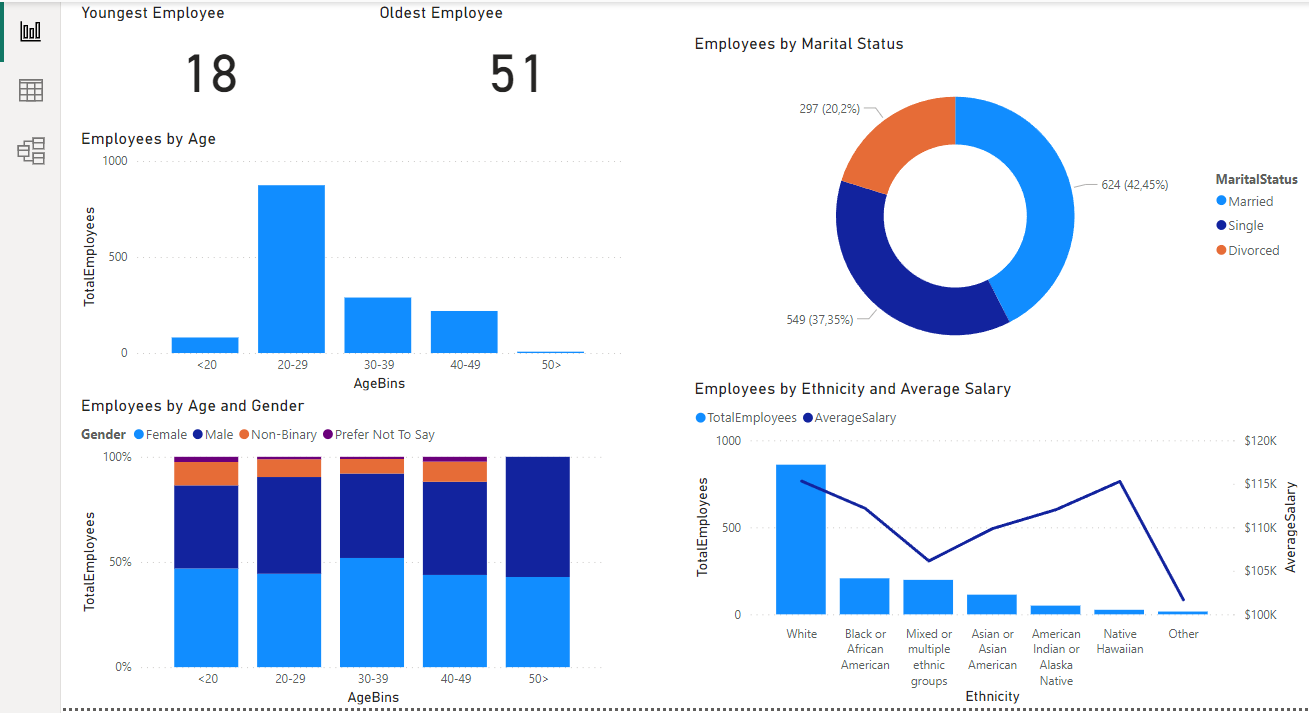 Youngest Employee
18
Oldest Employee
51
Employees by Age
TotalEmployees
1000
500
0
<20
20-29
30-39
40-49
50>
AgeBins
Employees by Age and Gender
Gender Female Male Non-Binary Prefer Not To Say
TotalEmployees
100%
50%
0%
<20
20-29
30-39
40-49
50>
AgeBins
Employees by Marital Status
297 (20,2%)
624 (42,45%)
549 (37,35%)
MaritalStatus
Married
Single
Divorced
Employees by Ethnicity and Average Salary
TotalEmployees AverageSalary
TotalEmployees
1000
500
0
$120K
$115K
$110K
$105K
$100K
AverageSalary
White
Black or
African
American
Mixed or
multiple
ethnic
groups
Asian or
Asian
American
American
Indian or
Alaska
Native
Native
Hawaiian
Other
Ethnicity